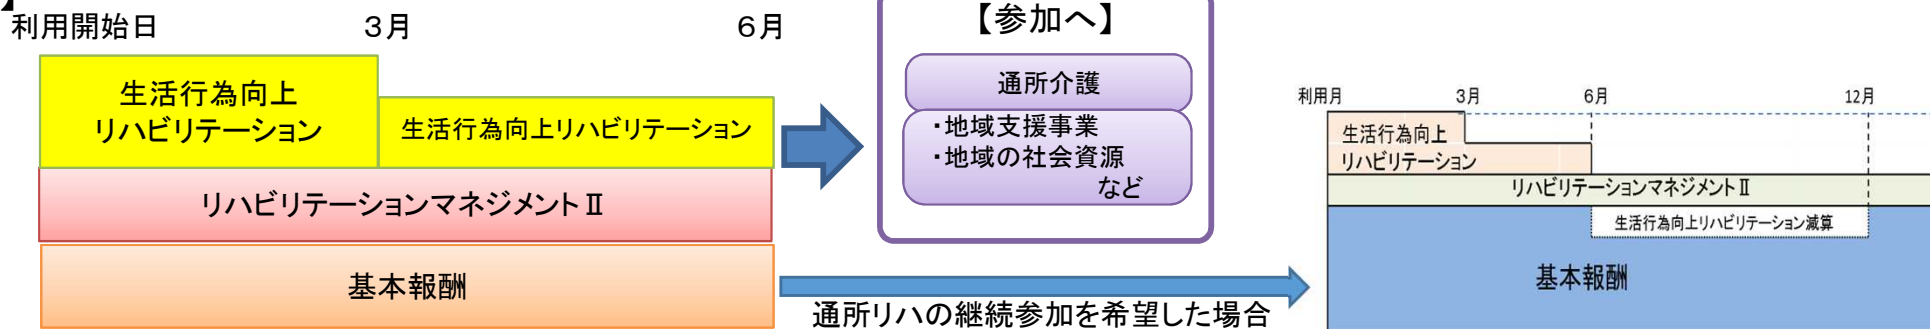 】
利用開始日
3月
6月
生活行為向上
リハビリテーション
生活行為向上リハビリテーション
リハビリテーションマネジメントⅡ
基本報酬
【参加へ】
通所介護
・地域支援事業
・地域の社会資源
など
通所リハの継続参加を希望した場合
利用月
3月
6月
12月
生活行為向上
リハビリテーション
リハビリテーションマネジメントⅡ
生活行為向上リハビリテーション減算
基本報酬